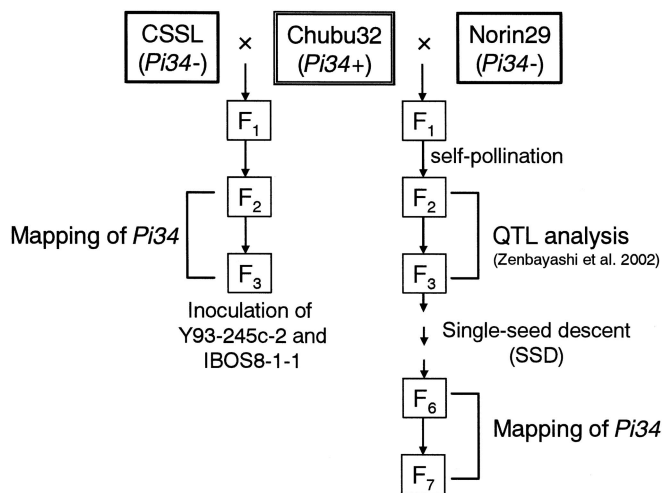 CSSL
(Pi34-)
×
Chubu32
(Pi34+)
×
Norin29
(Pi34-)
F1
F1
self-pollination
F2
F2
Mapping of Pi34
QTL analysis
(Zenbayashi et al. 2002)
F3
F3
Inoculation of
Y93-245c-2 and
IBOS8-1-1
Single-seed descent
(SSD)
F6
Mapping of Pi34
F7